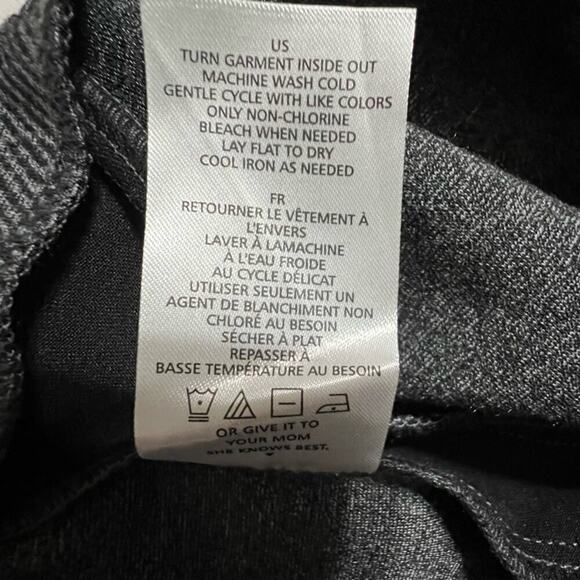 US
TURN GARMENT INSIDE OUT
MACHINE WASH COLD
GENTLE CYCLE WITH LIKE COLORS
ONLY NON-CHLORINE
BLEACH WHEN NEEDED
LAY FLAT TO DRY
COOL IRON AS NEEDED
FR
RETOURNER LE VÊTEMENT À
L'ENVERS
LAVER À LAMACHINE
À L'EAU FROIDE
AU CYCLE DÉLICAT
UTILISER SEULEMENT UN
AGENT DE BLANCHIMENT NON
CHLORÉ AU BESOIN
SÉCHER À PLAT
REPASSER À
BASSE TEMPÉRATURE AU BESOIN
OR GIVE IT TO
YOUR MOM
SHE KNOWS BEST.